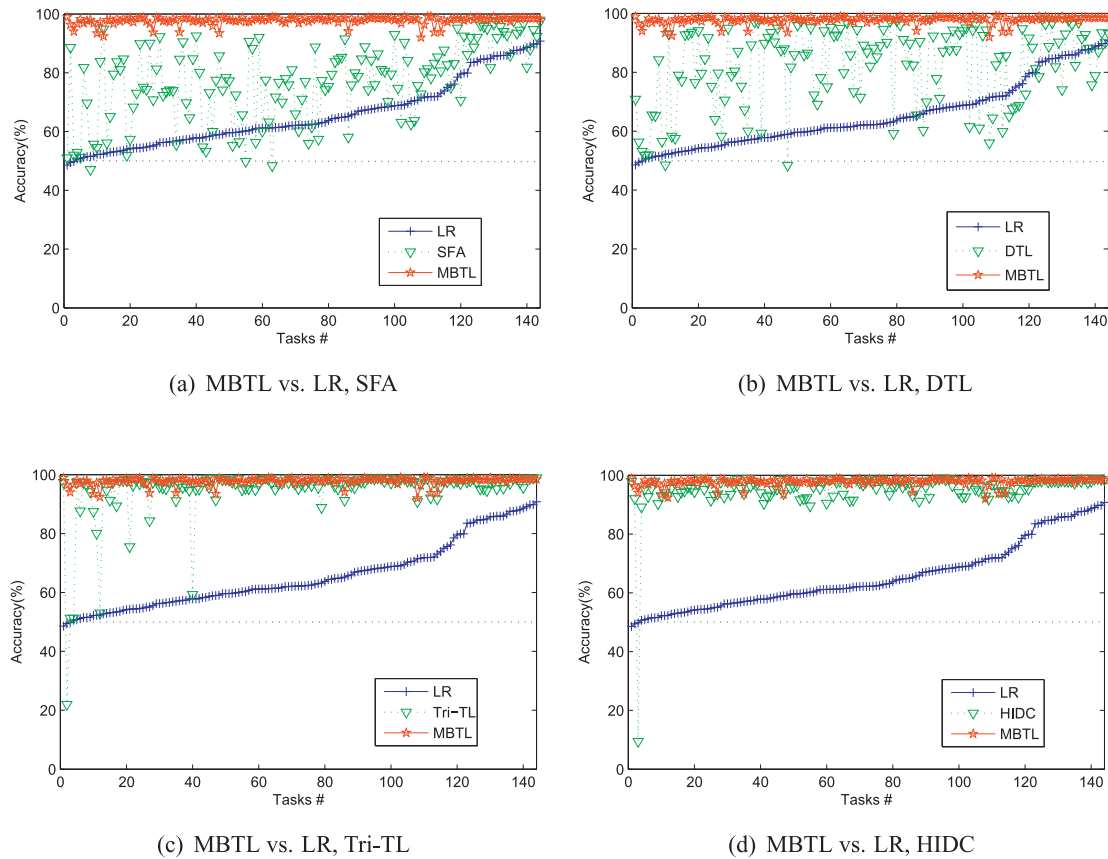 100
80
60
40
20
0
Accuracy(%)
LR
SFA
MBTL
0 20 40 60 80 100 120 140
Tasks #
(a) MBTL vs. LR, SFA
100
80
60
40
20
0
Accuracy(%)
LR
DTL
MBTL
0 20 40 60 80 100 120 140
Tasks #
(b) MBTL vs. LR, DTL
100
80
60
40
20
0
Accuracy(%)
LR
Tri-TL
MBTL
0 20 40 60 80 100 120 140
Tasks #
(c) MBTL vs. LR, Tri-TL
100
80
60
40
20
0
Accuracy(%)
LR
HIDC
MBTL
0 20 40 60 80 100 120 140
Tasks #
(d) MBTL vs. LR, HIDC